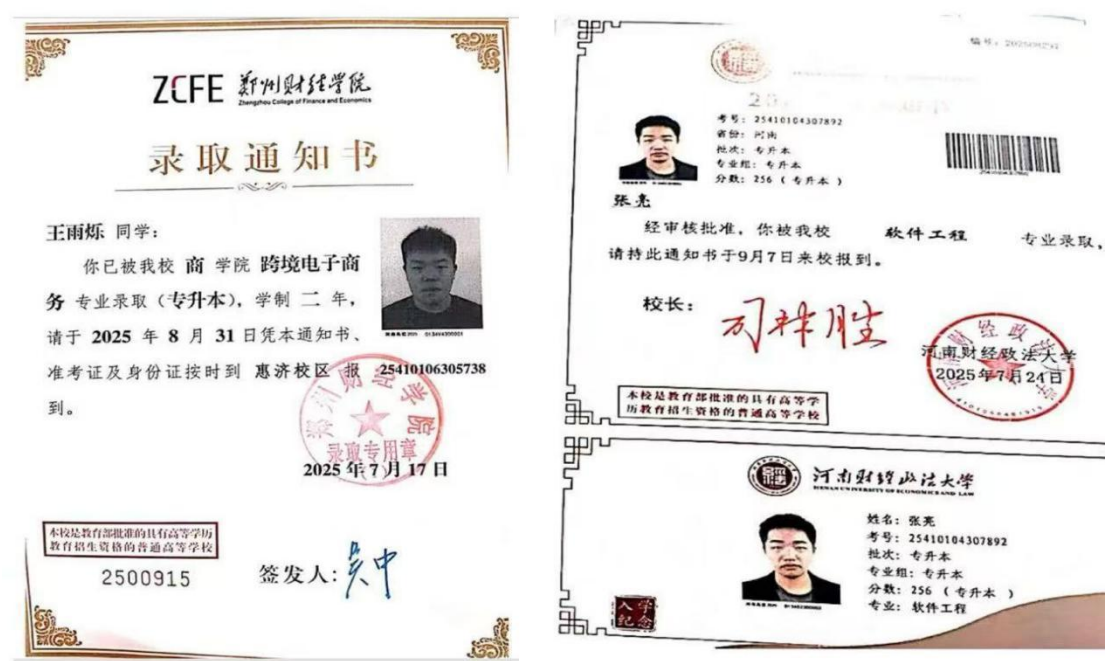 ZCFE 郑州财经学院
Zhengzhou College of Finance and Economics
录取通知书
王雨烁 同学:
你已被我校 商 学院 跨境电子商
务 专业录取(专升本), 学制 二 年,
请于 2025 年 8 月 31 日凭本通知书、
准考证及身份证按时到 惠济校区 报
到。
25410106305738
郑州财经学院
录取专用章
2025 年 7 月 17 日
本校是教育部批准的具有高等学历
教育招生资格的普通高等学校
2500915
签发人: 吴中
考号: 25410104307892
省份: 河南
批次: 专升本
专业组: 专升本
分数: 256 ( 专升本 )
25410104307892
张亮
经审核批准, 你被我校 软件工程 专业录取,
请持此通知书于9月7日来校报到。
校长: 司林胜
河南财经政法大学
2025年7月24日
本校是教育部批准的具有高等学
历教育招生资格的普通高等学校
河南财经政法大学
HENAN UNIVERSITY OF ECONOMICS AND LAW
姓名: 张亮
考号: 25410104307892
批次: 专升本
专业组: 专升本
分数: 256 ( 专升本 )
专业: 软件工程
入学
纪念